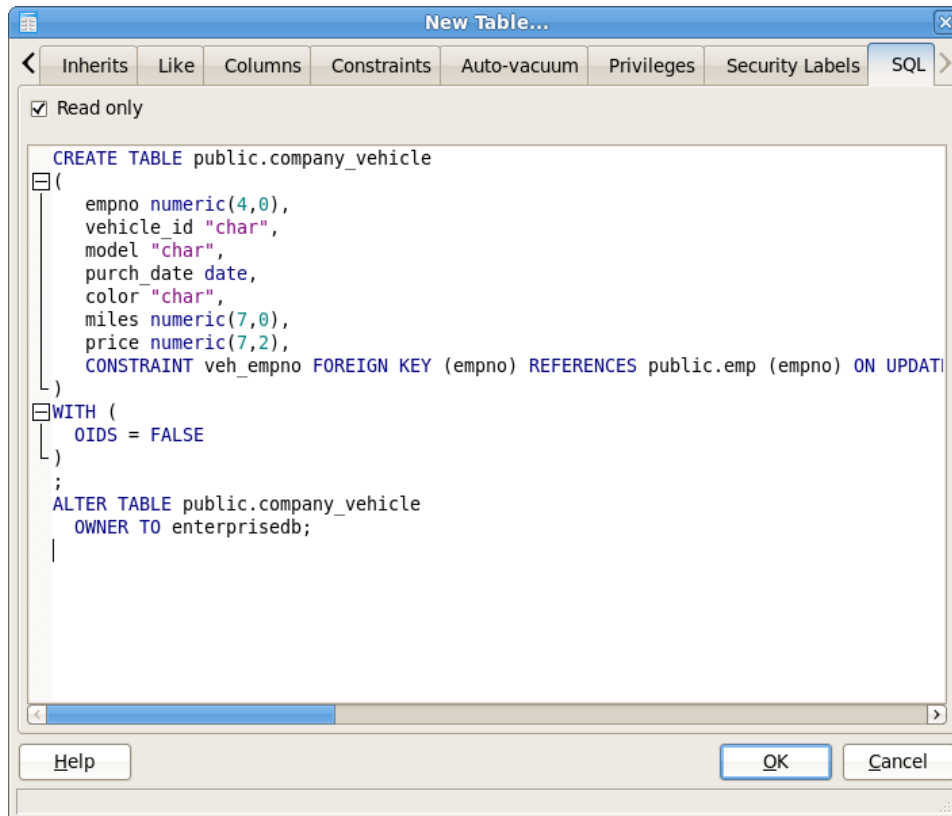 New Table...
Inherits Like Columns Constraints Auto-vacuum Privileges Security Labels SQL
Read only
CREATE TABLE public.company_vehicle
(
empno numeric(4,0),
vehicle_id "char",
model "char",
purch_date date,
color "char",
miles numeric(7,0),
price numeric(7,2),
CONSTRAINT veh_empno FOREIGN KEY (empno) REFERENCES public.emp (empno) ON UPDAT
)
WITH (
OIDS = FALSE
)
;
ALTER TABLE public.company_vehicle
OWNER TO enterprisedb;
Help OK Cancel